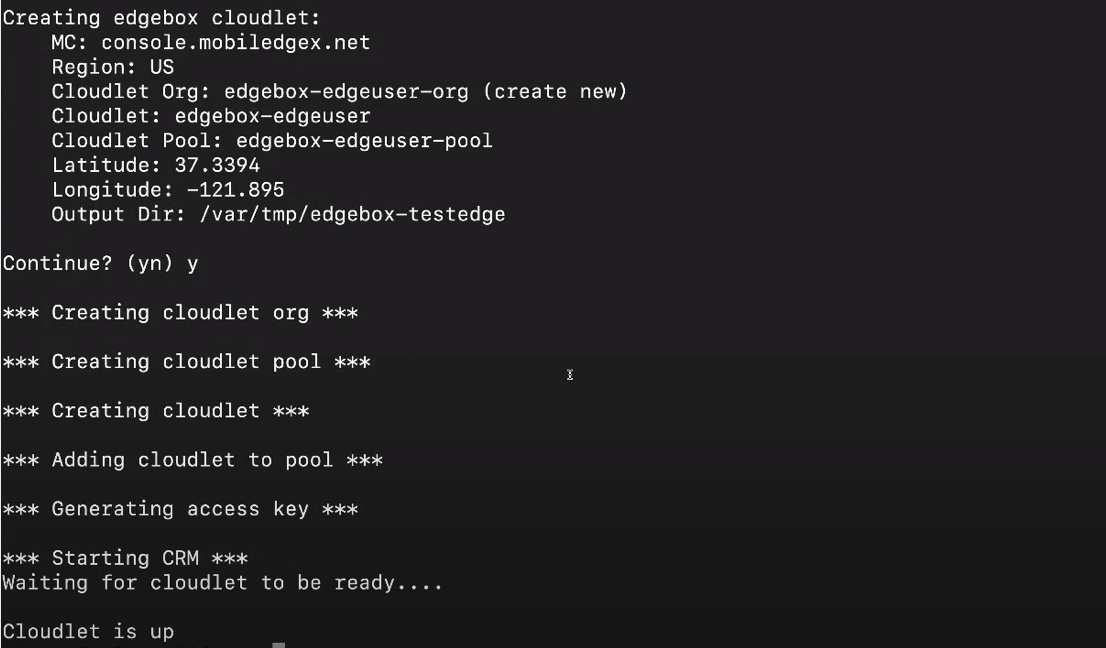 Creating edgebox cloudlet:
MC: console.mobiledgex.net
Region: US
Cloudlet Org: edgebox-edgeuser-org (create new)
Cloudlet: edgebox-edgeuser
Cloudlet Pool: edgebox-edgeuser-pool
Latitude: 37.3394
Longitude: -121.895
Output Dir: /var/tmp/edgebox-testedge
Continue? (yn) y
*** Creating cloudlet org ***
*** Creating cloudlet pool ***
*** Creating cloudlet ***
*** Adding cloudlet to pool ***
*** Generating access key ***
*** Starting CRM ***
Waiting for cloudlet to be ready....
Cloudlet is up